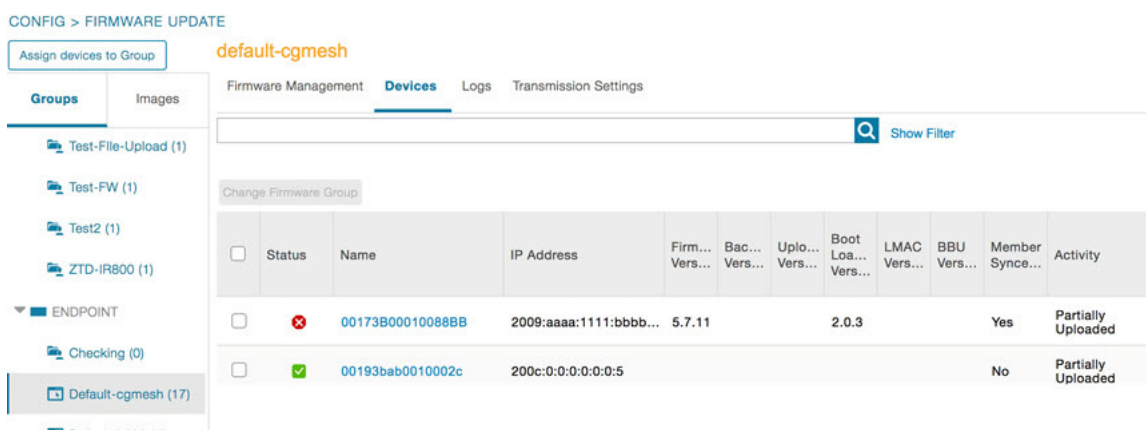 CONFIG > FIRMWARE UPDATE
Assign devices to Group
default-cgmesh
Groups
Images
Firmware Management
Devices
Logs
Transmission Settings
Show Filter
Test-FIle-Upload (1)
Test-FW (1)
Test2 (1)
ZTD-IR800 (1)
ENDPOINT
Checking (0)
Default-cgmesh (17)
Change Firmware Group
Status
Name
IP Address
Firm...
Vers...
Bac...
Vers...
Uplo...
Vers...
Boot
Loa...
Vers...
LMAC
Vers...
BBU
Vers...
Member
Synce...
Activity
00173B00010088BB
2009:aaaa:1111:bbbb...
5.7.11
2.0.3
Yes
Partially
Uploaded
00193bab0010002c
200c:0:0:0:0:0:0:5
No
Partially
Uploaded